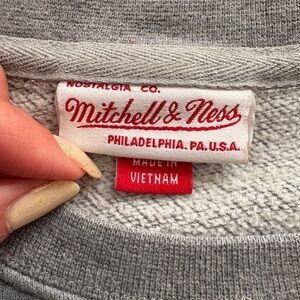 NOSTALGIA CO.
Mitchell & Ness
PHILADELPHIA. PA. U.S.A.
MADE IN
VIETNAM